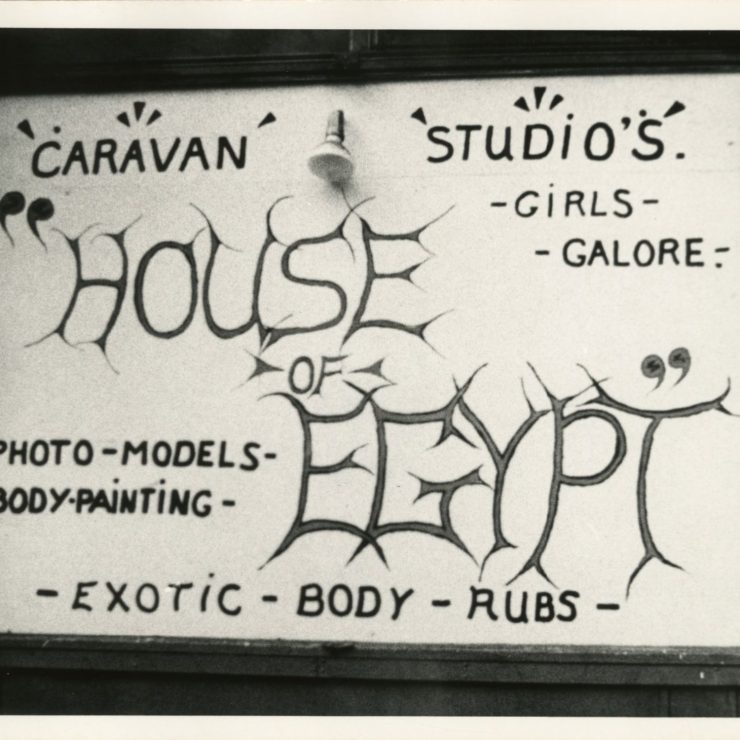 CARAVAN STUDIO'S.
-GIRLS-
-GALORE-
"HOUSE
OF
EGYPT"
PHOTO-MODELS-
BODY-PAINTING-
-EXOTIC-BODY-RUBS-